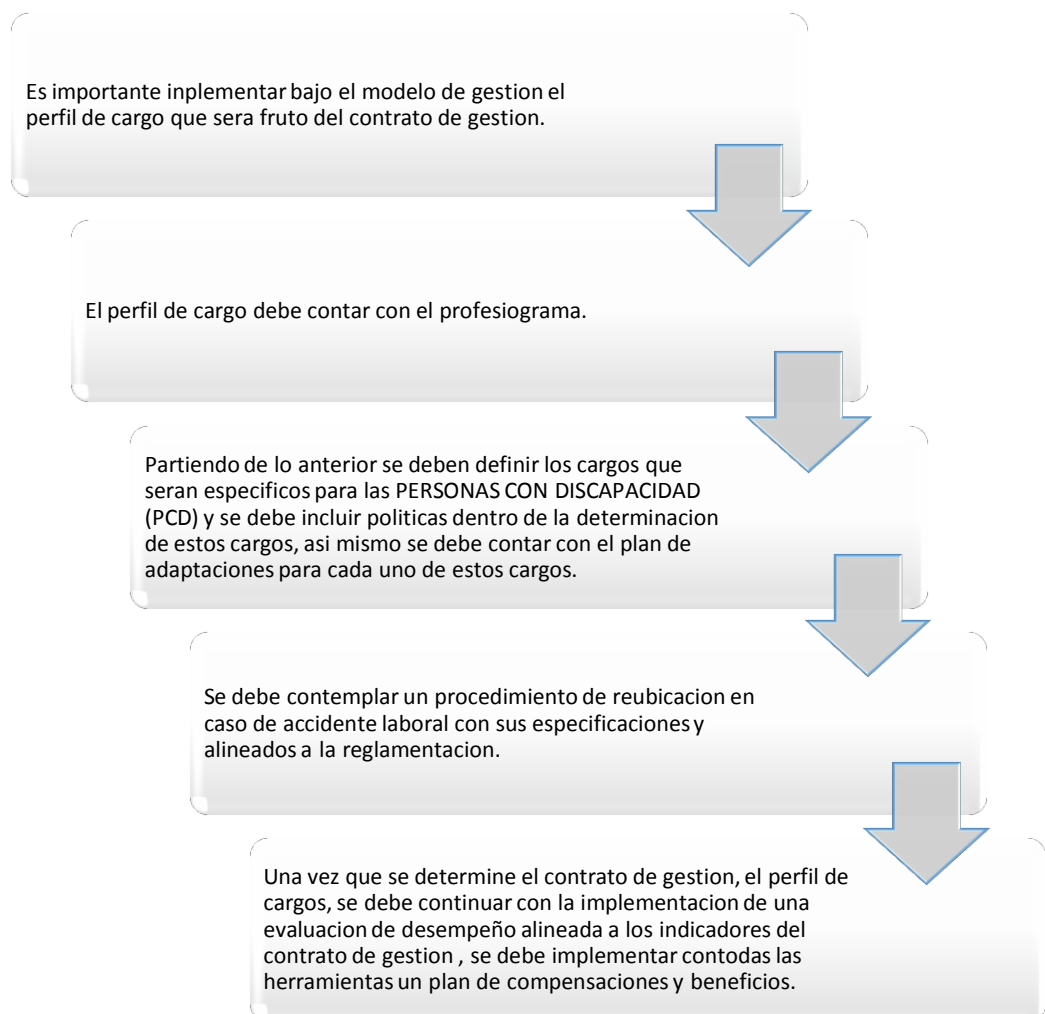 Es importante inplementar bajo el modelo de gestion el
perfil de cargo que sera fruto del contrato de gestion.
El perfil de cargo debe contar con el profesiograma.
Partiendo de lo anterior se deben definir los cargos que
seran especificos para las PERSONAS CON DISCAPACIDAD
(PCD) y se debe incluir politicas dentro de la determinacion
de estos cargos, asi mismo se debe contar con el plan de
adaptaciones para cada uno de estos cargos.
Se debe contemplar un procedimiento de reubicacion en
caso de accidente laboral con sus especificaciones y
alineados a la reglamentacion.
Una vez que se determine el contrato de gestion, el perfil de
cargos, se debe continuar con la implementacion de una
evaluacion de desempeño alineada a los indicadores del
contrato de gestion , se debe implementar contodas las
herramientas un plan de compensaciones y beneficios.